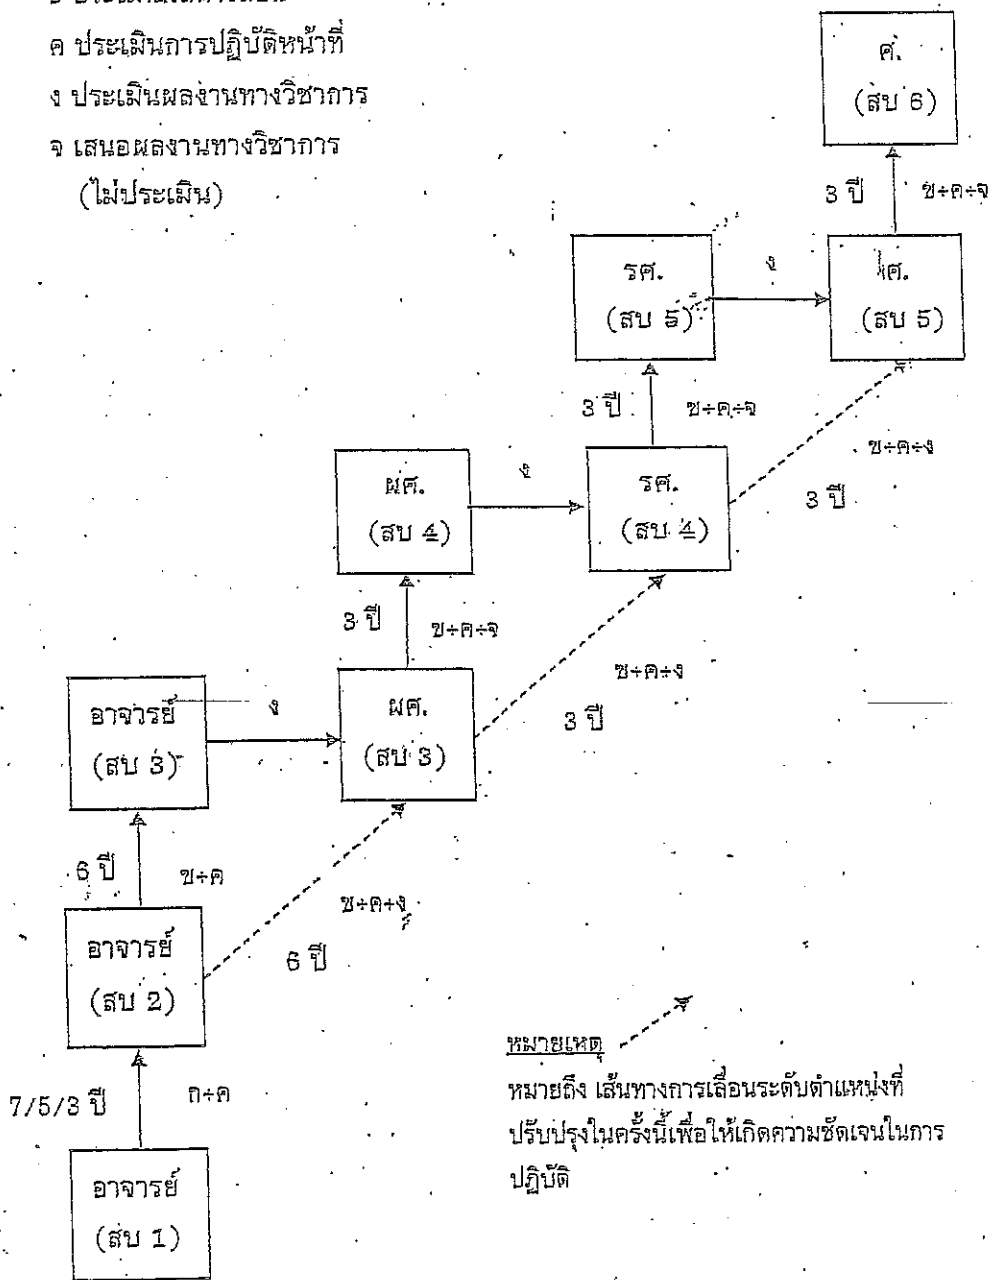 ค ประเมินการปฏิบัติหน้าที่
ง ประเมินผลงานทางวิชาการ
จ เสนอผลงานทางวิชาการ
(ไม่ประเมิน)
ศ.
(สบ 6)
3 ปี
ข+ค+จ
รศ.
(สบ 5)
ง
ศ.
(สบ 5)
3 ปี
ข+ค+จ
ข+ค+ง
3 ปี
ผศ.
(สบ 4)
ง
รศ.
(สบ 4)
3 ปี
ข+ค+จ
ข+ค+ง
3 ปี
อาจารย์
(สบ 3)
ง
ผศ.
(สบ 3)
6 ปี
ข+ค
ข+ค+ง
6 ปี
อาจารย์
(สบ 2)
7/5/3 ปี
ก+ค
อาจารย์
(สบ 1)
หมายเหตุ
หมายถึง เส้นทางการเลื่อนระดับตำแหน่งที่
ปรับปรุงในครั้งนี้เพื่อให้เกิดความชัดเจนในการ
ปฏิบัติ